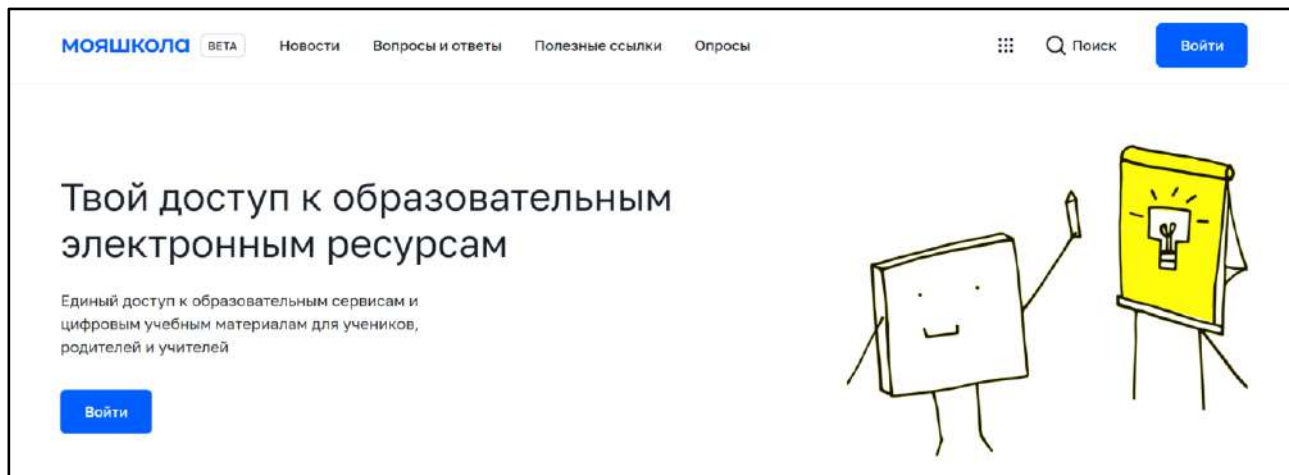 мояшкола BETA Новости Вопросы и ответы Полезные ссылки Опросы Поиск Войти
Твой доступ к образовательным
электронным ресурсам
Единый доступ к образовательным сервисам и
цифровым учебным материалам для учеников,
родителей и учителей
Войти